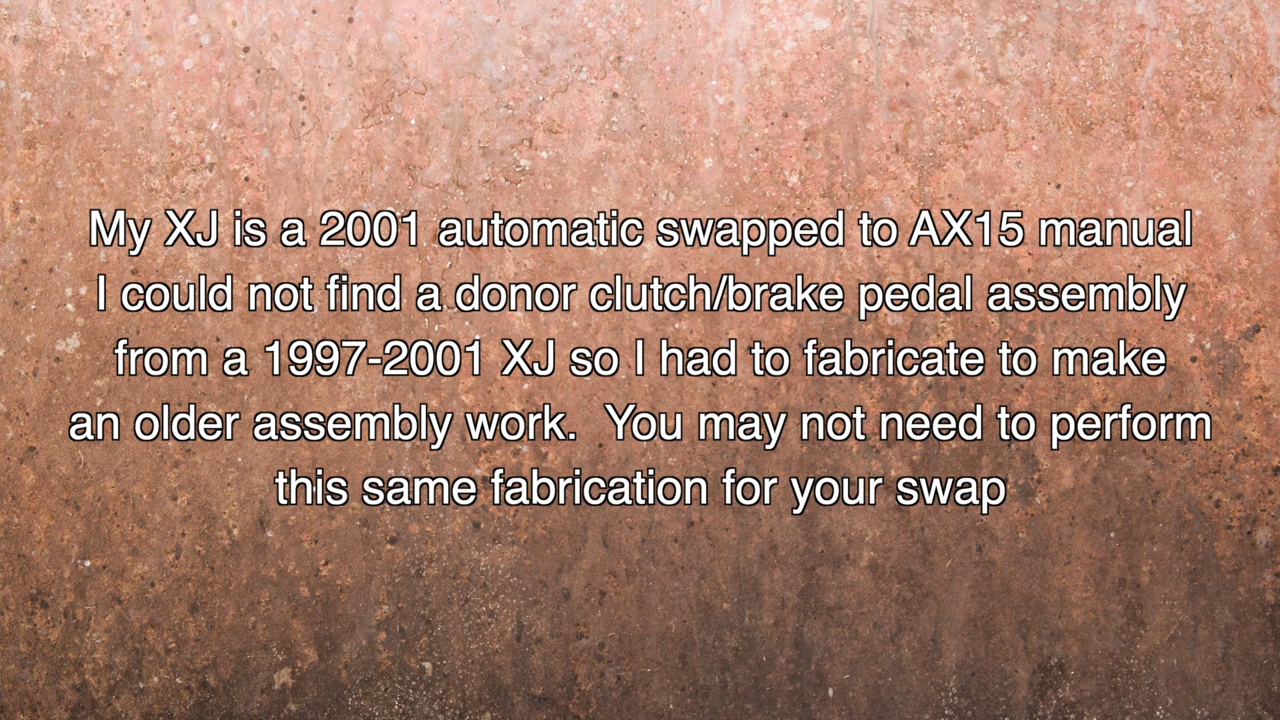 My XJ is a 2001 automatic swapped to AX15 manual
I could not find a donor clutch/brake pedal assembly
from a 1997-2001 XJ so I had to fabricate to make
an older assembly work.  You may not need to perform
this same fabrication for your swap